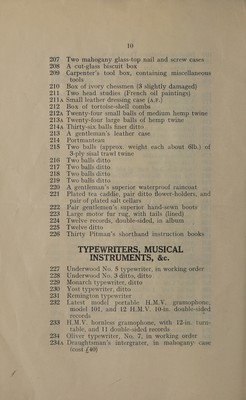 10
207 Two mahogany glass-top nail and screw cases
208 A cut-glass biscuit box
209 Carpenter's tool box, containing miscellaneous
tools
210 Box of ivory chessmen (3 slightly damaged)
211 Two head studies (French oil paintings)
211A Small leather dressing case (A.F.)
212 Box of tortoise-shell combs
212A Twenty-four small balls of medium hemp twine
213A Twenty-four large balls of hemp twine
214A Thirty-six balls finer ditto
213 A gentleman's leather case
214 Portmanteau
215 Two balls (approx. weight each about 6lb.) of
3-ply sisal trawl twine
216 Two balls ditto
217 Two balls ditto
218 Two balls ditto
219 Two balls ditto
220 A gentleman's superior waterproof raincoat
221 Plated tea caddie, pair ditto flower-holders, and
pair of plated salt cellars
222 Pair gentlemen's superior hand-sewn boots
223 Large motor fur rug, with tails (lined)
224 Twelve records, double-sided, in album
225 Twelve ditto
226 Thirty Pitman's shorthand instruction books
TYPEWRITERS, MUSICAL
INSTRUMENTS, &c.
227 Underwood No. 5 typewriter, in working order
228 Underwood No. 3 ditto, ditto
229 Monarch typewriter, ditto
230 Yost typewriter, ditto
231 Remington typewriter
232 Latest model portable H.M.V. gramophone,
model 101, and 12 H.M.V. 10-in. double-sided
records
233 H.M.V. hornless gramophone, with 12-in. turn-
table, and 11 double-sided records
234 Oliver typewriter, No. 7, in working order
234A Draughtsman's intergrater, in mahogany case
[cost £40]